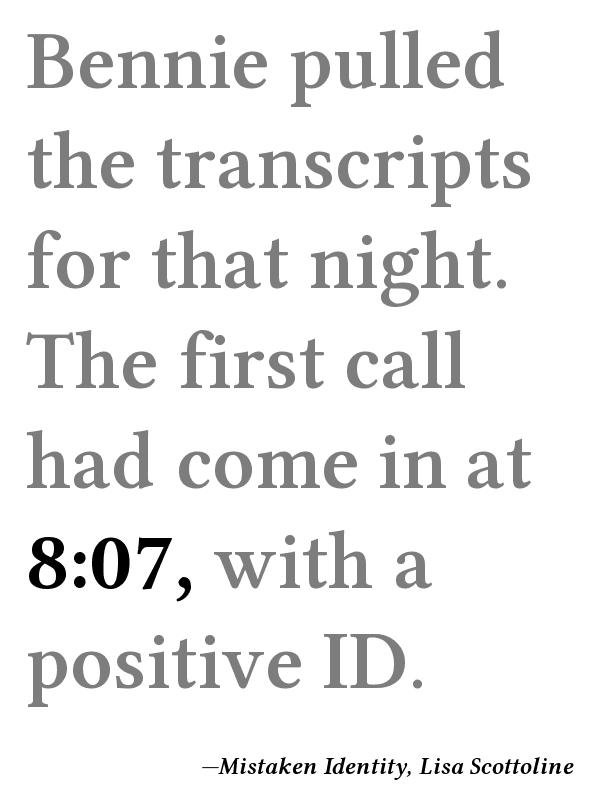 Bennie pulled
the transcripts
for that night.
The first call
had come in at
8:07, with a
positive ID.
—Mistaken Identity, Lisa Scottoline